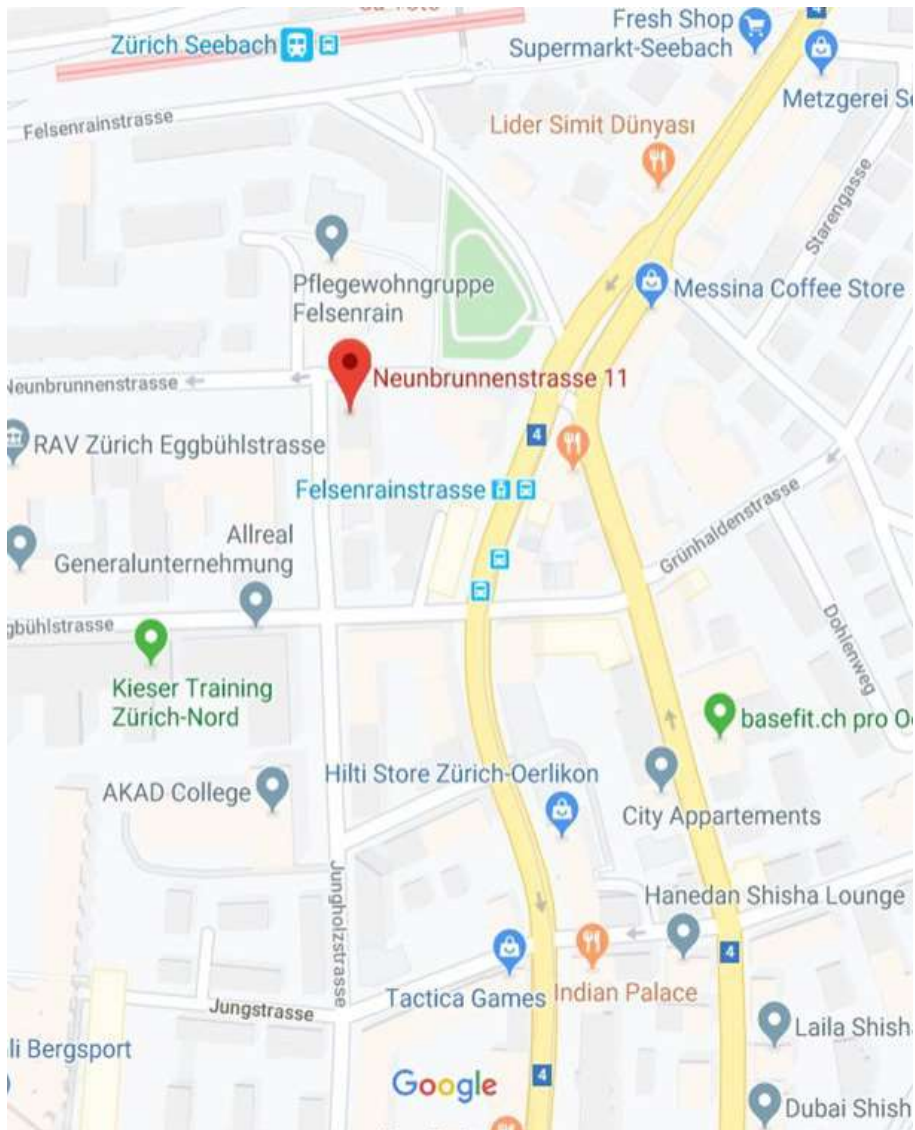 Zürich Seebach
Fresh Shop
Supermarkt-Seebach
Metzgerei
Felsenrainstrasse
Lider Simit Dünyası
Starengasse
Pflegewohngruppe
Felsenrain
Messina Coffee Store
Neunbrunnenstrasse
Neunbrunnenstrasse 11
4
RAV Zürich Eggbühlstrasse
Felsenrainstrasse
Grünhaldenstrasse
Allreal
Generalunternehmung
gbühlstrasse
Dohlenweg
Kieser Training
Zürich-Nord
basefit.ch pro
Hilti Store Zürich-Oerlikon
AKAD College
City Appartements
Jungholzstrasse
Hanedan Shisha Lounge
4
Tactica Games
Indian Palace
Jungstrasse
Laila Shish
li Bergsport
Google
4
Dubai Shish